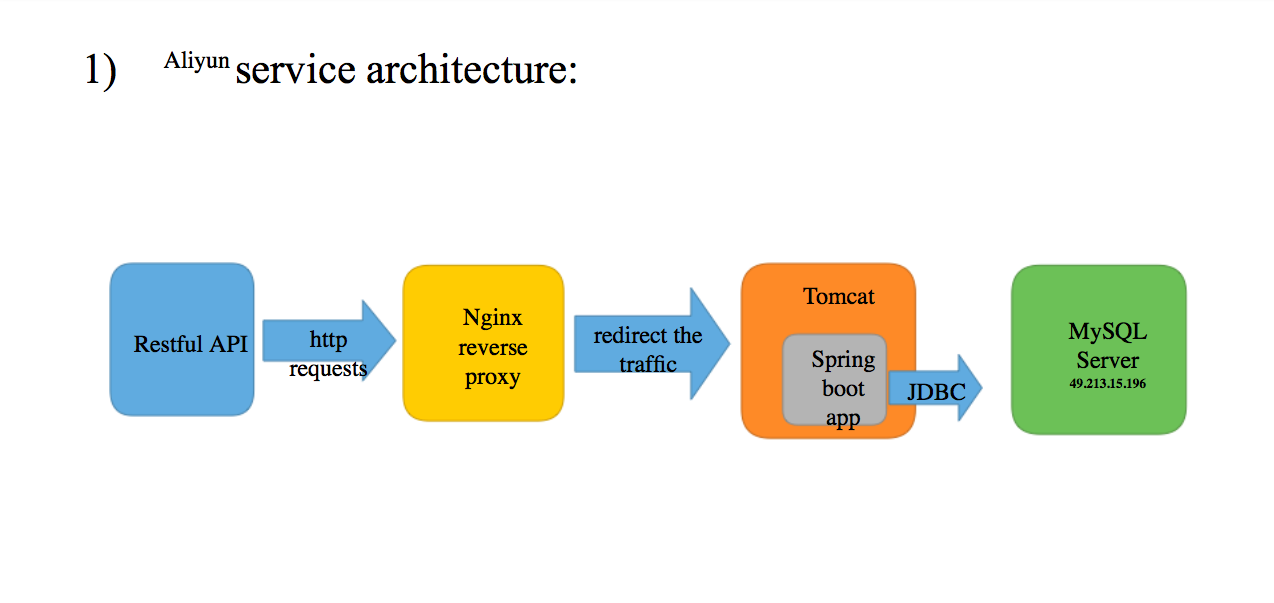 1) Aliyun service architecture:
Restful API
http
requests
Nginx
reverse
proxy
redirect the
traffic
Tomcat
Spring
boot
app
JDBC
MySQL
Server
49.213.15.196